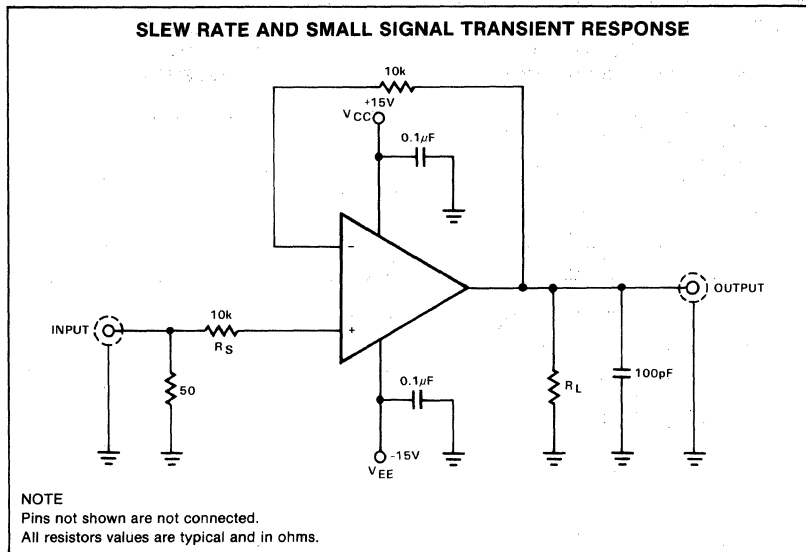 SLEW RATE AND SMALL SIGNAL TRANSIENT RESPONSE
10k
+15V
VCC
0.1μF
−
10k
INPUT
RS
+
OUTPUT
50
0.1μF
RL
100pF
-15V
VEE
NOTE
Pins not shown are not connected.
All resistors values are typical and in ohms.